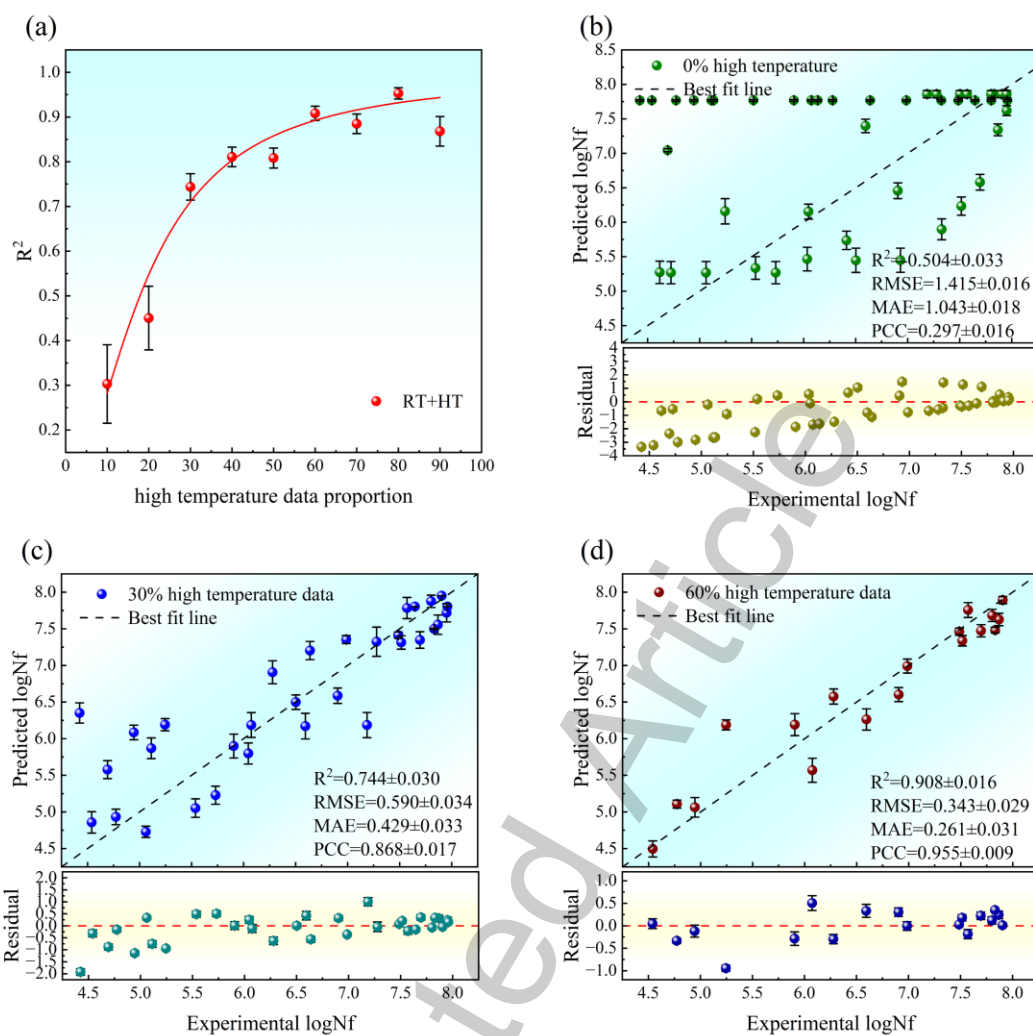 (a)
1.0
0.9
0.8
0.7
0.6
0.5
0.4
0.3
0.2
R²
RT+HT
0 10 20 30 40 50 60 70 80 90 100
high temperature data proportion
(b)
8.5
8.0
7.5
7.0
6.5
6.0
5.5
5.0
4.5
Predicted logNf
0% high tenperature
Best fit line
R²=0.504±0.033
RMSE=1.415±0.016
MAE=1.043±0.018
PCC=0.297±0.016
4
3
2
1
0
−1
−2
−3
−4
Residual
4.5 5.0 5.5 6.0 6.5 7.0 7.5 8.0
Experimental logNf
(c)
8.0
7.5
7.0
6.5
6.0
5.5
5.0
4.5
Predicted logNf
30% high temperature data
Best fit line
R²=0.744±0.030
RMSE=0.590±0.034
MAE=0.429±0.033
PCC=0.868±0.017
2.0
1.5
1.0
0.5
0.0
-0.5
-1.0
-1.5
-2.0
Residual
4.5 5.0 5.5 6.0 6.5 7.0 7.5 8.0
Experimental logNf
(d)
8.0
7.5
7.0
6.5
6.0
5.5
5.0
4.5
Predicted logNf
60% high temperature data
Best fit line
R²=0.908±0.016
RMSE=0.343±0.029
MAE=0.261±0.031
PCC=0.955±0.009
1.0
0.5
0.0
-0.5
-1.0
Residual
4.5 5.0 5.5 6.0 6.5 7.0 7.5 8.0
Experimental logNf
ted Article